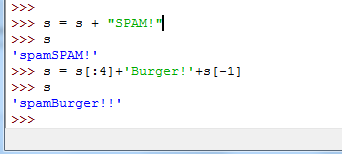 >>>
>>> s = s + "SPAM!"
>>> s
'spamSPAM!'
>>> s = s[:4]+'Burger!'+s[-1]
>>> s
'spamBurger!!'
>>>